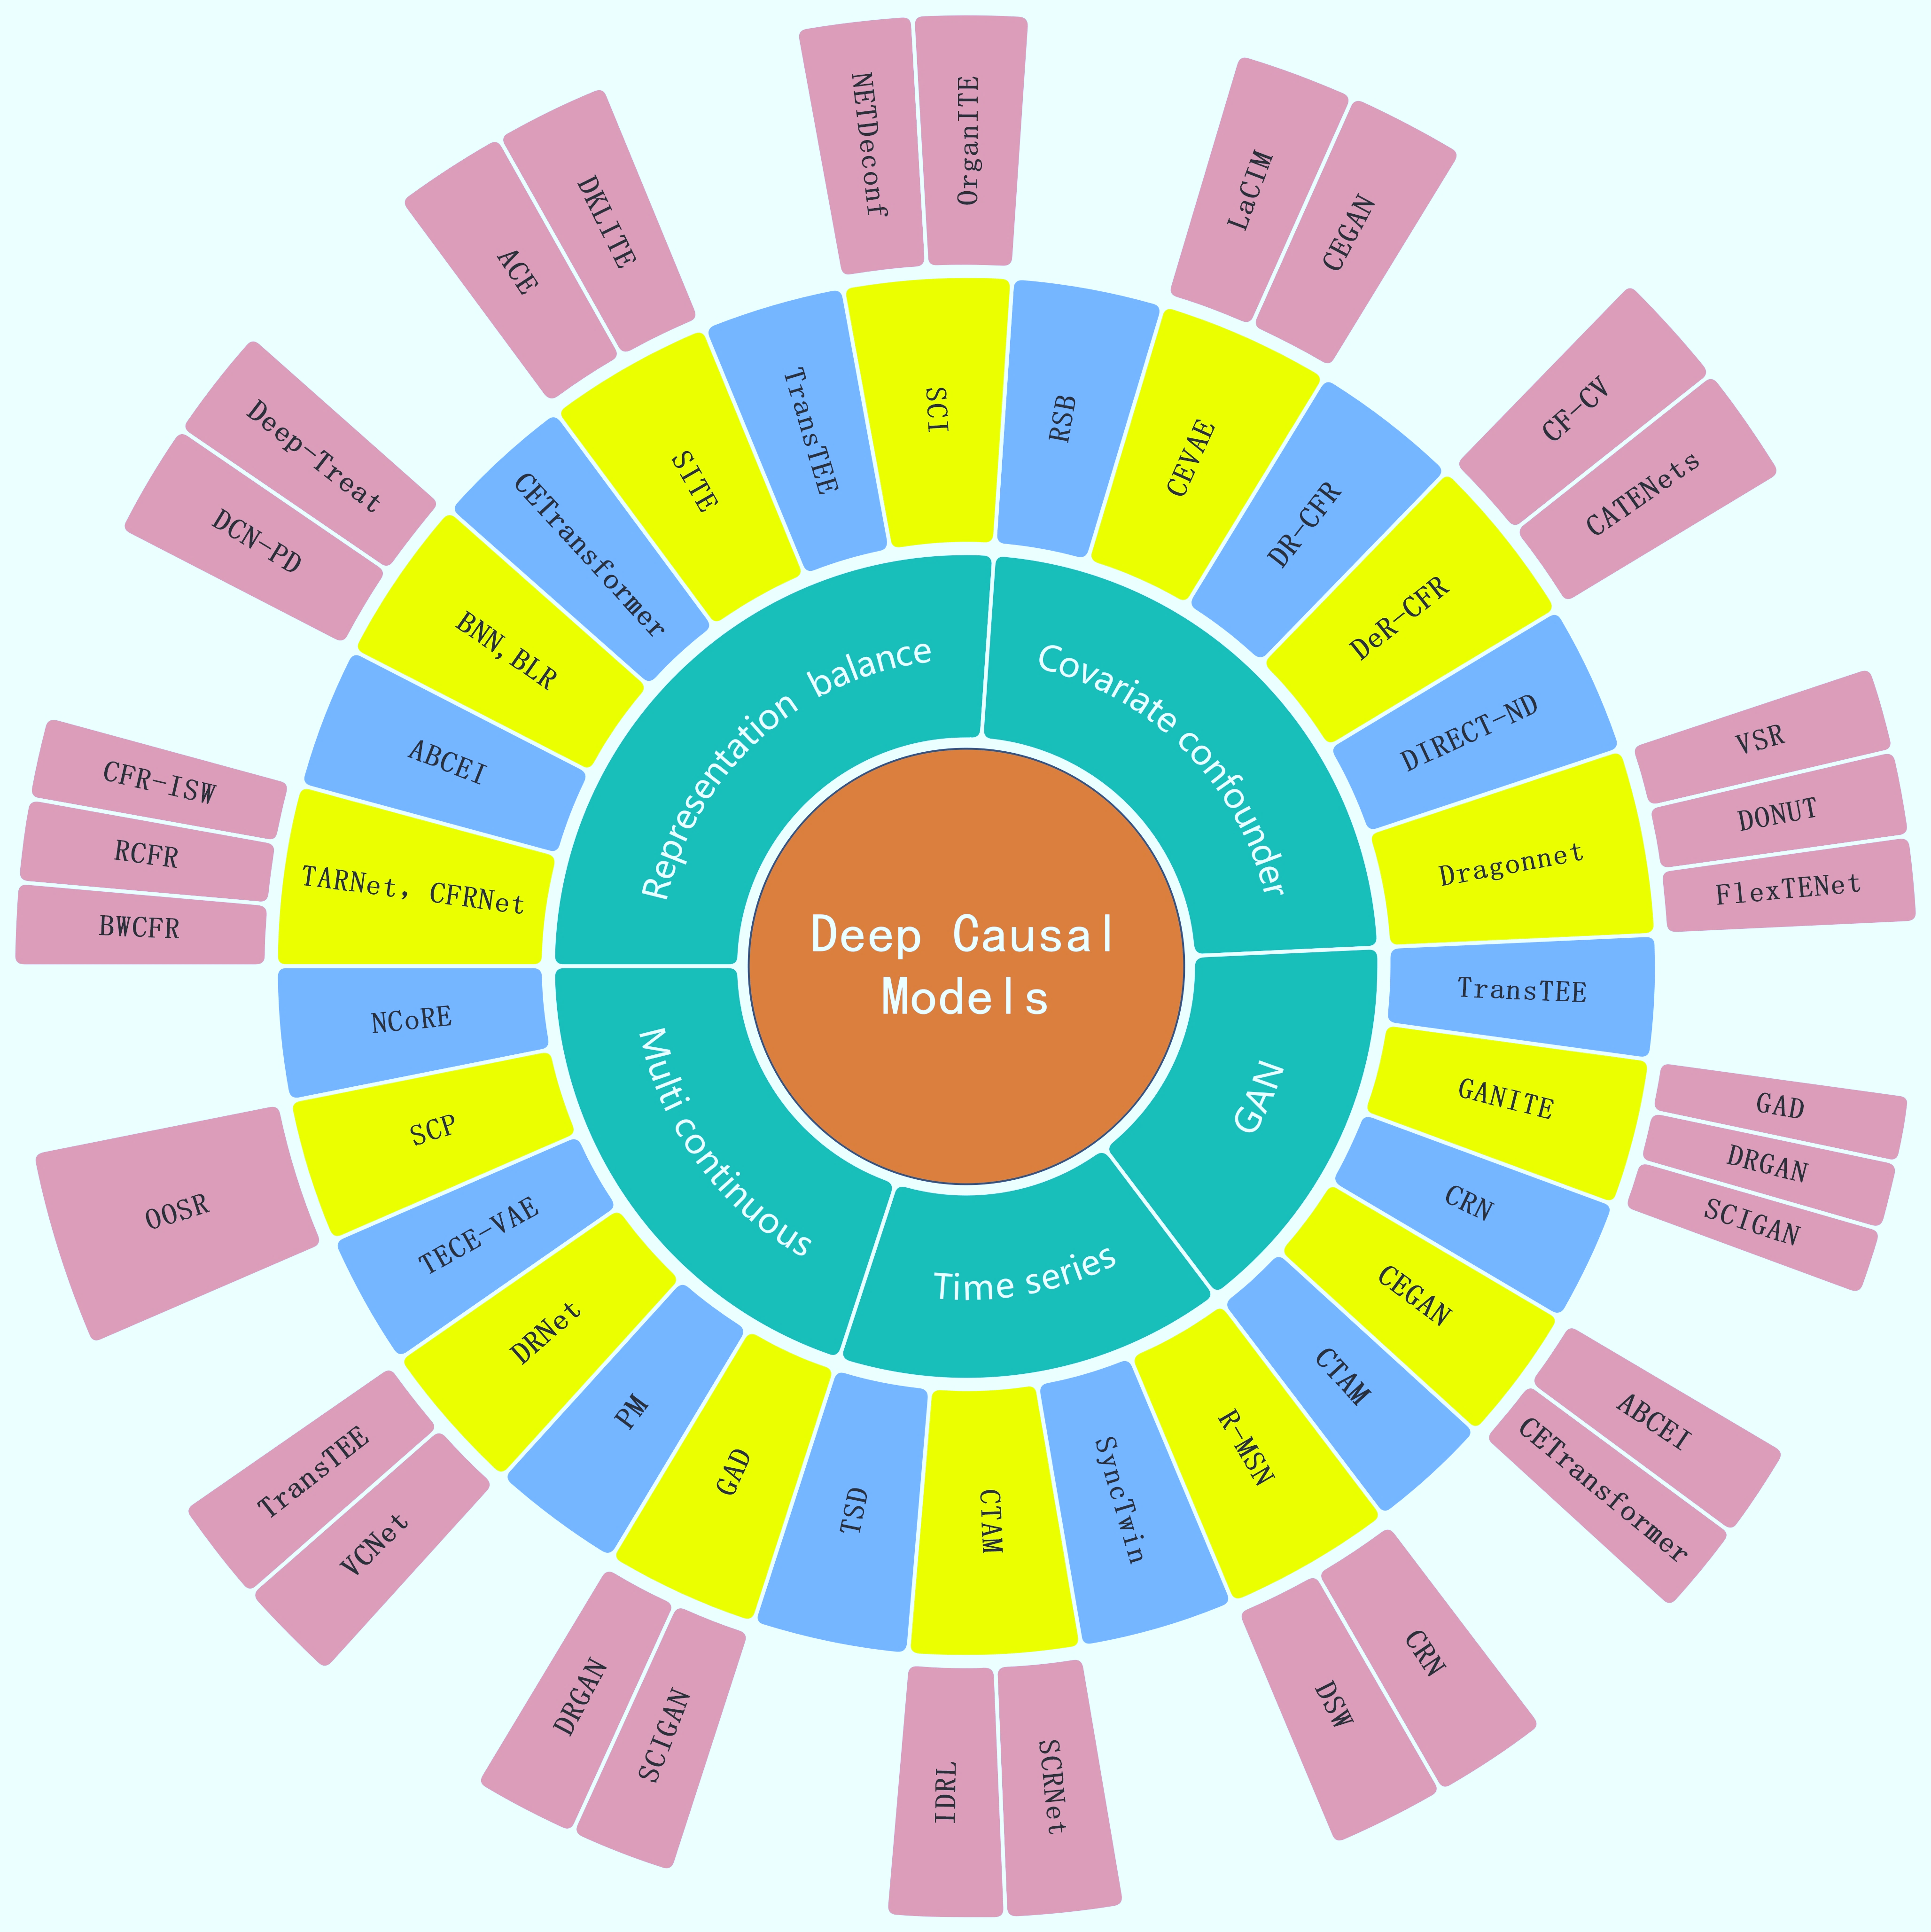 Deep Causal
Models
Representation balance
TARNet, CFRNet
BWCFR
RCFR
CFR-ISW
ABCEI
BNN, BLR
DCN-PD
Deep-Treat
CETransformer
SITE
ACE
DKLITE
TransTEE
SCI
NETDeconf
OrganITE
Covariate confounder
RSB
CEVAE
LaCIM
CEGAN
DR-CFR
DeR-CFR
CF-CV
CATENets
DIRECT-ND
Dragonnet
VSR
DONUT
FlexTENet
GAN
TransTEE
GANITE
GAD
DRGAN
SCIGAN
CRN
CEGAN
ABCEI
CETransformer
CTAM
Time series
R-MSN
CRN
DSW
SyncTwin
CTAM
SCRNet
IDRL
TSD
Multi continuous
GAD
SCIGAN
DRGAN
PM
DRNet
VCNet
TransTEE
TECE-VAE
SCP
OOSR
NCoRE